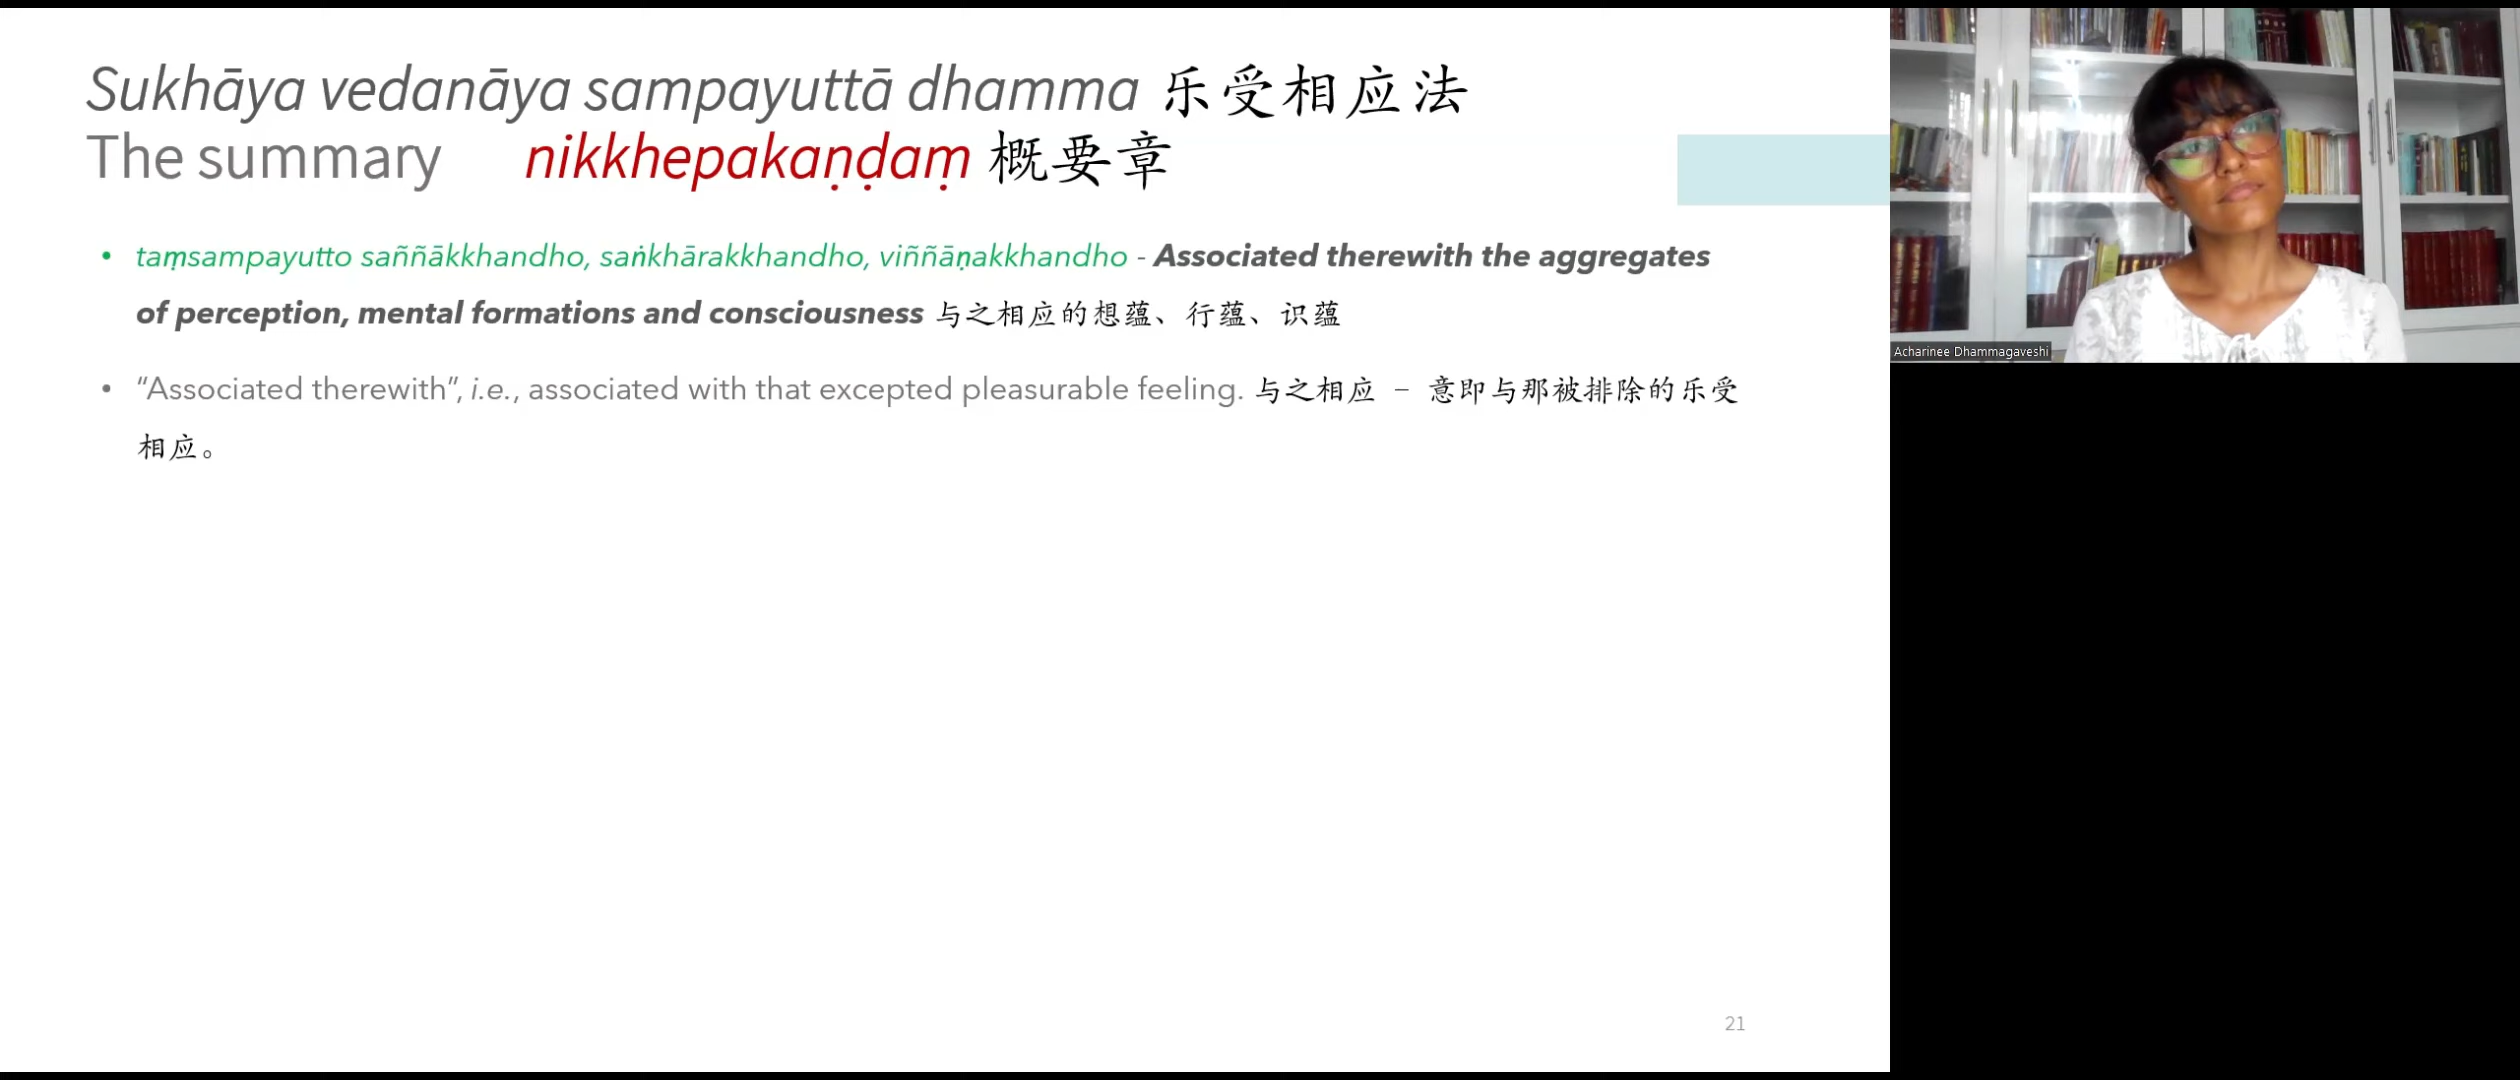 Sukhāya vedanāya sampayuttā dhamma 乐受相应法
The summary nikkhepakaṇḍaṃ 概要章
• taṃsampayutto saññākkhandho, saṅkhārakkhandho, viññāṇakkhandho - Associated therewith the aggregates
of perception, mental formations and consciousness 与之相应的想蕴、行蕴、识蕴
• “Associated therewith”, i.e., associated with that excepted pleasurable feeling. 与之相应 – 意即与那被排除的乐受
相应。
21
Acharinee Dhammagaveshi